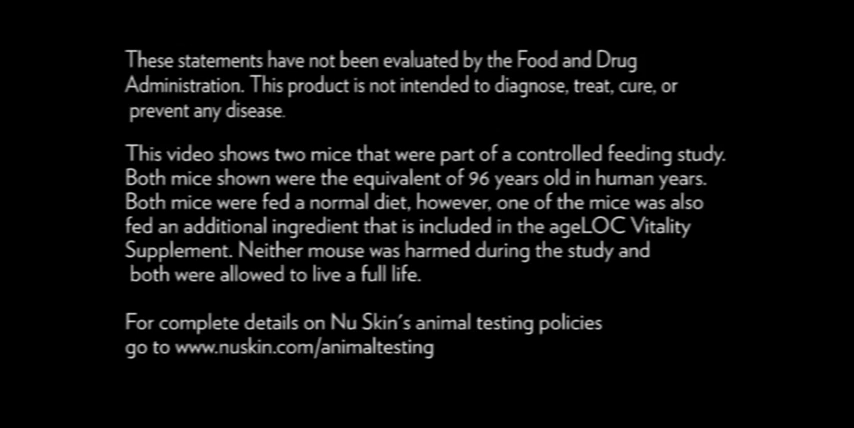 These statements have not been evaluated by the Food and Drug
Administration. This product is not intended to diagnose, treat, cure, or
prevent any disease.
This video shows two mice that were part of a controlled feeding study.
Both mice shown were the equivalent of 96 years old in human years.
Both mice were fed a normal diet, however, one of the mice was also
fed an additional ingredient that is included in the ageLOC Vitality
Supplement. Neither mouse was harmed during the study and
both were allowed to live a full life.
For complete details on Nu Skin's animal testing policies
go to www.nuskin.com/animaltesting